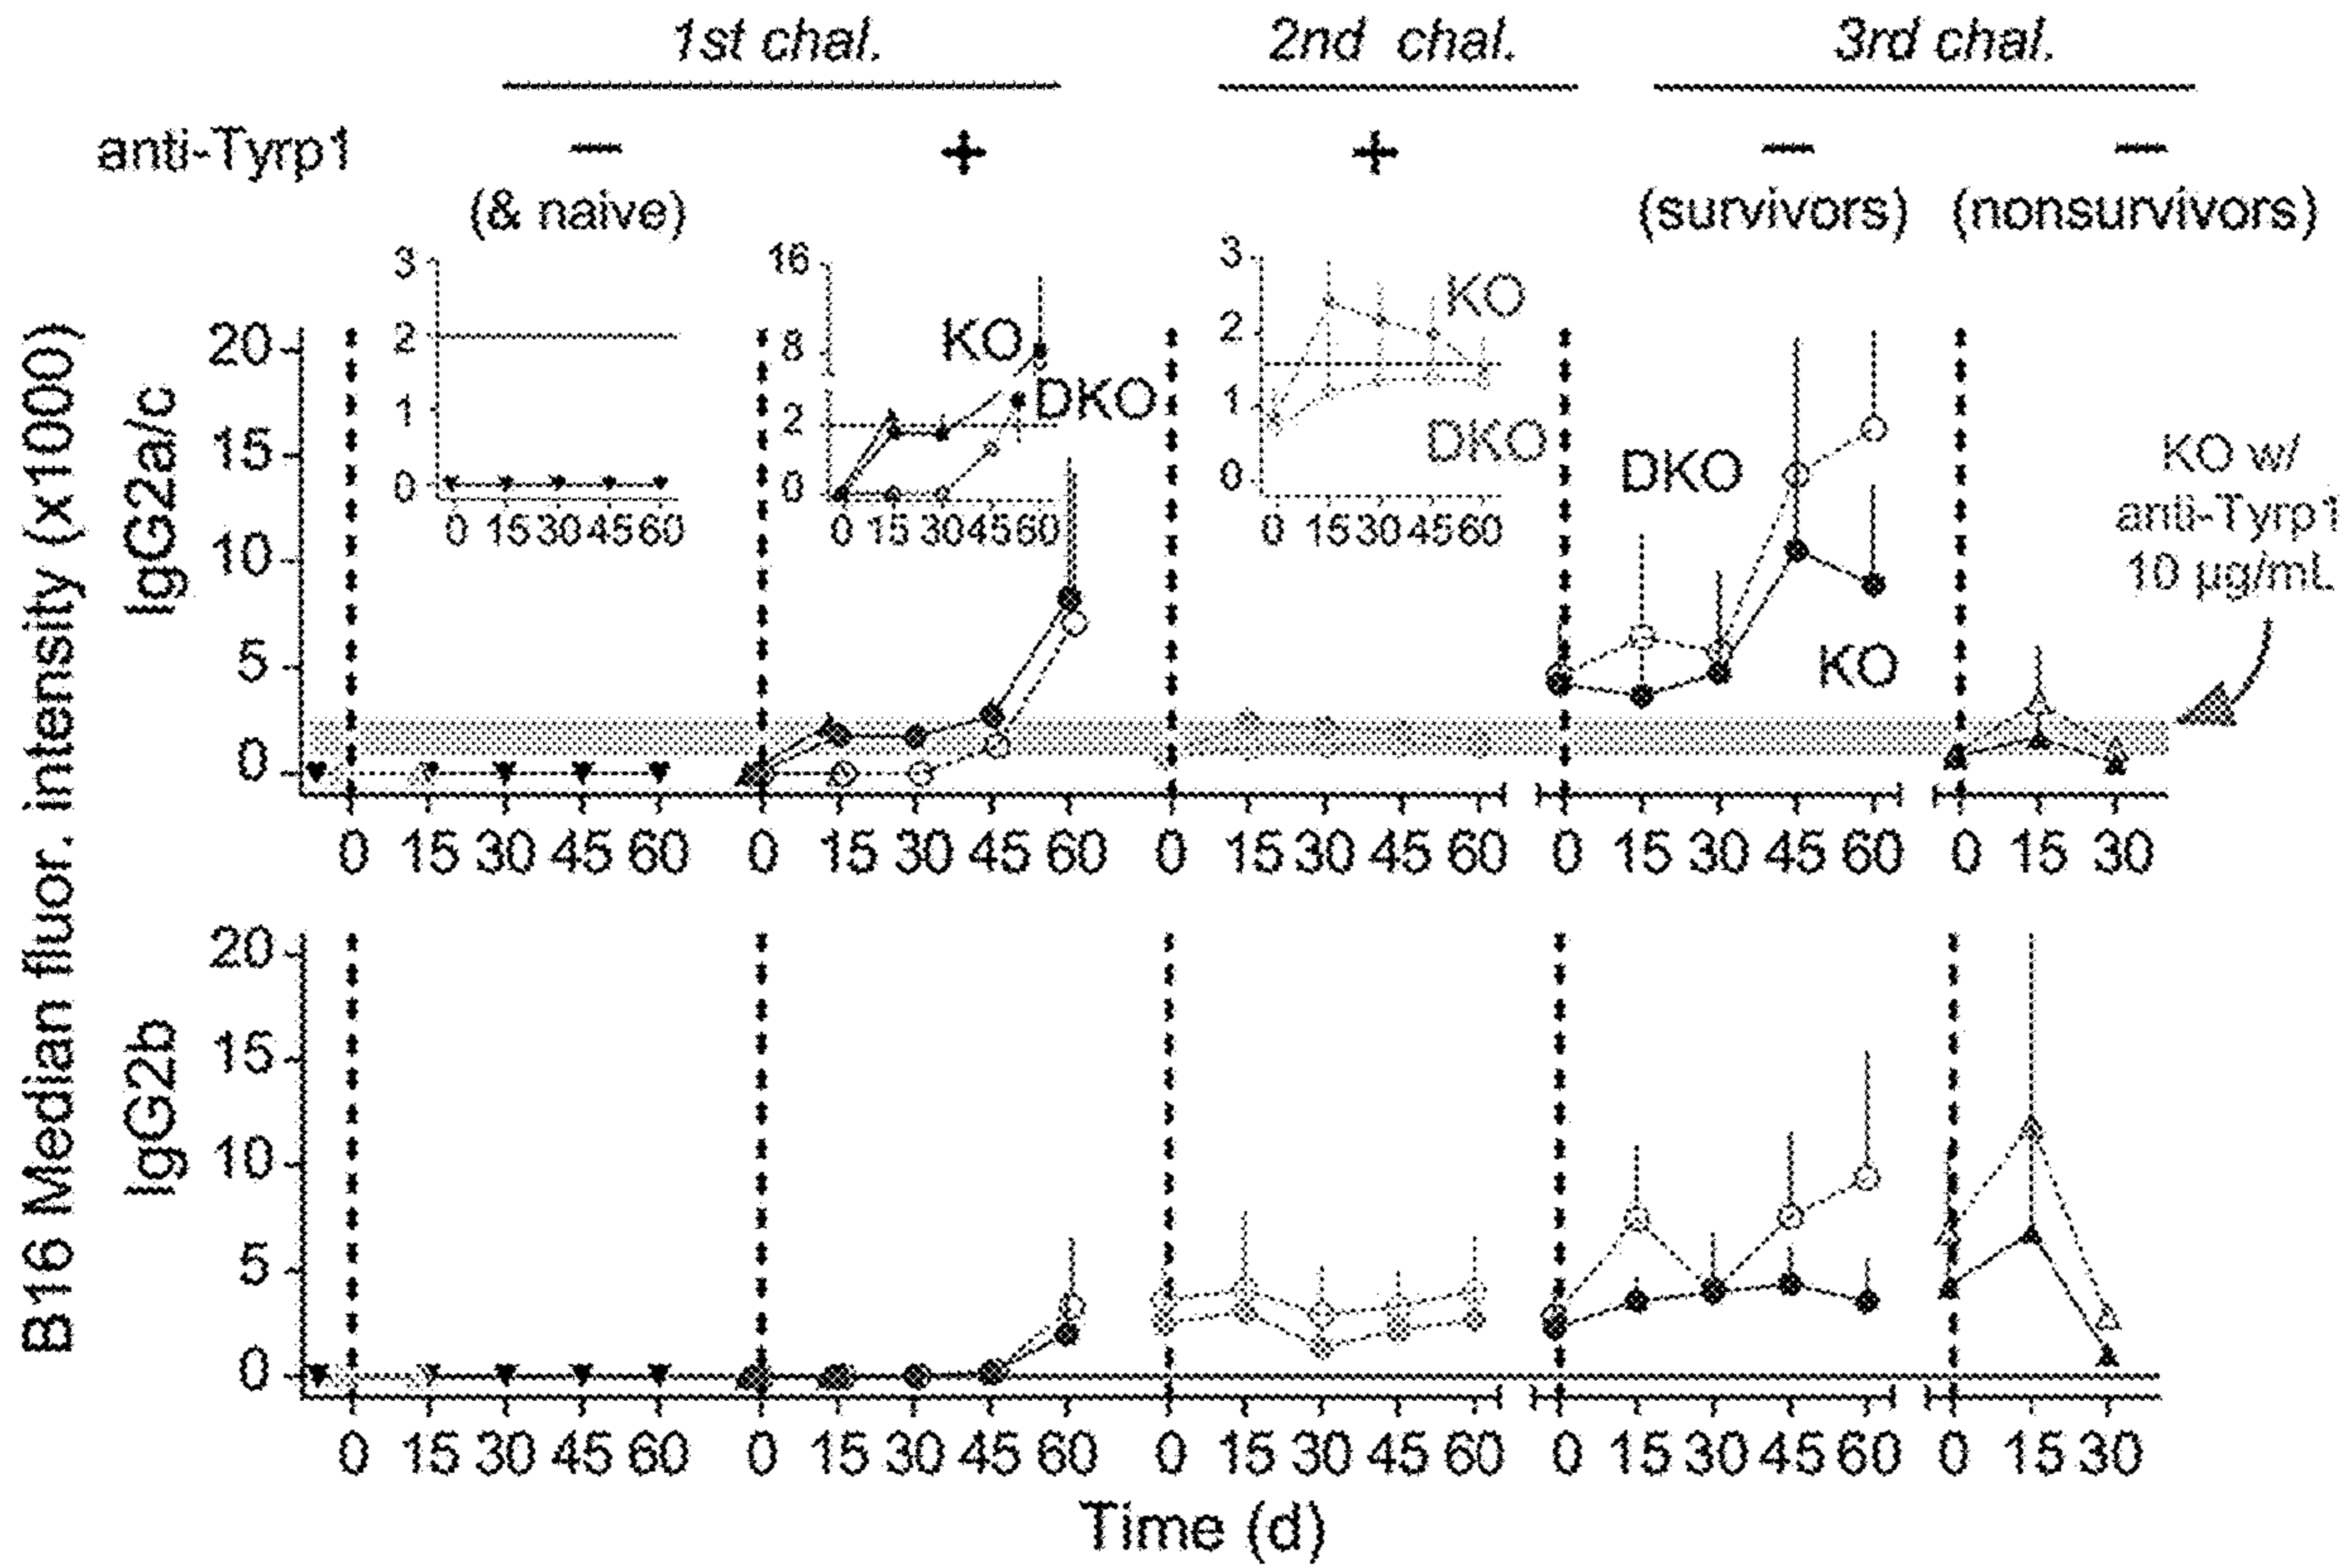 1st chal. 2nd chal. 3rd chal.
anti-Tyrp1 − + + − −
(& naive) (survivors) (nonsurvivors)
B16 Median fluor. intensity (x1000)
IgG2a/c
20
15
10
5
0
3
2
1
0
0 15 30 45 60
16
8
2
0
0 15 30 45 60
KO
DKO
3
2
1
0
0 15 30 45 60
KO
DKO
DKO
KO
KO w/
anti-Tyrp1
10 µg/mL
0 15 30 45 60 0 15 30 45 60 0 15 30 45 60 0 15 30 45 60 0 15 30
IgG2b
20
15
10
5
0
0 15 30 45 60 0 15 30 45 60 0 15 30 45 60 0 15 30 45 60 0 15 30
Time (d)